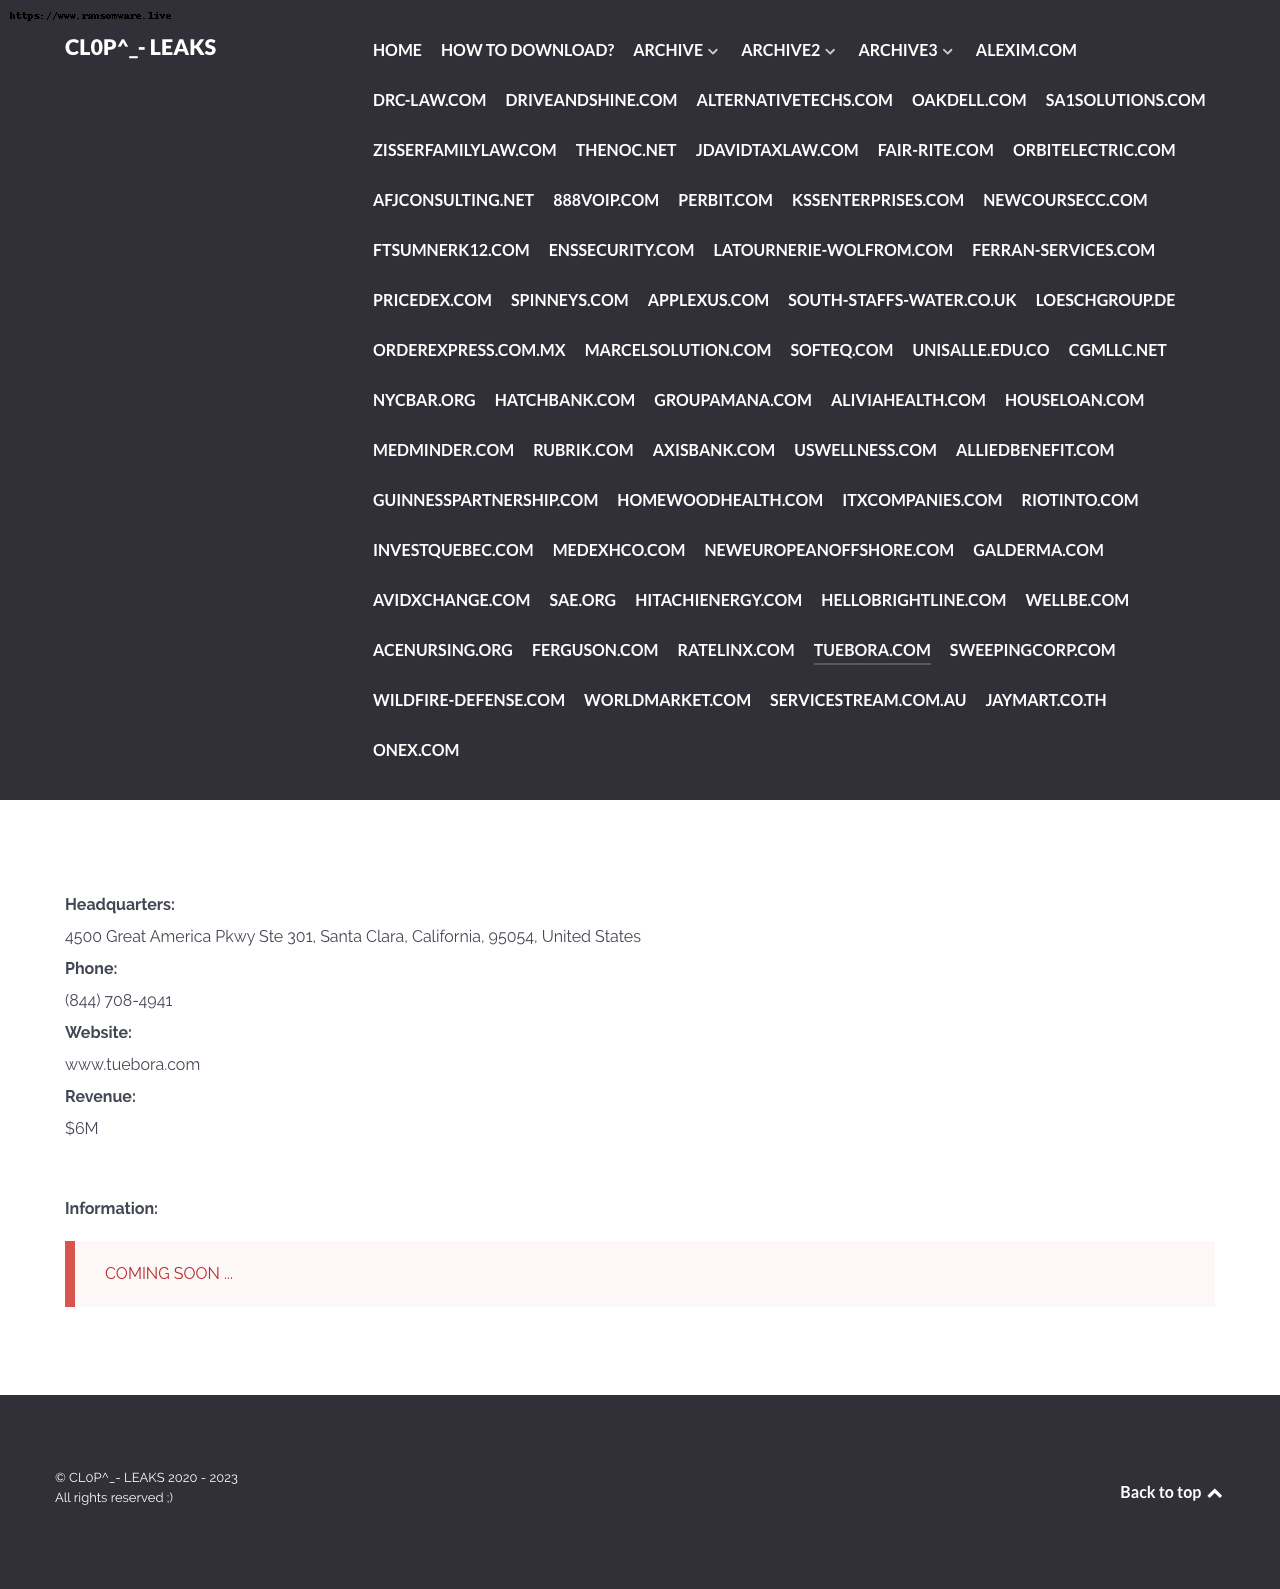 https://www.ransomware.live
CL0P^_- LEAKS
HOME HOW TO DOWNLOAD? ARCHIVE ARCHIVE2 ARCHIVE3 ALEXIM.COM
DRC-LAW.COM DRIVEANDSHINE.COM ALTERNATIVETECHS.COM OAKDELL.COM SA1SOLUTIONS.COM
ZISSERFAMILYLAW.COM THENOC.NET JDAVIDTAXLAW.COM FAIR-RITE.COM ORBITELECTRIC.COM
AFJCONSULTING.NET 888VOIP.COM PERBIT.COM KSSENTERPRISES.COM NEWCOURSECC.COM
FTSUMNERK12.COM ENSSECURITY.COM LATOURNERIE-WOLFROM.COM FERRAN-SERVICES.COM
PRICEDEX.COM SPINNEYS.COM APPLEXUS.COM SOUTH-STAFFS-WATER.CO.UK LOESCHGROUP.DE
ORDEREXPRESS.COM.MX MARCELSOLUTION.COM SOFTEQ.COM UNISALLE.EDU.CO CGMLLC.NET
NYCBAR.ORG HATCHBANK.COM GROUPAMANA.COM ALIVIAHEALTH.COM HOUSELOAN.COM
MEDMINDER.COM RUBRIK.COM AXISBANK.COM USWELLNESS.COM ALLIEDBENEFIT.COM
GUINNESSPARTNERSHIP.COM HOMEWOODHEALTH.COM ITXCOMPANIES.COM RIOTINTO.COM
INVESTQUEBEC.COM MEDEXHCO.COM NEWEUROPEANOFFSHORE.COM GALDERMA.COM
AVIDXCHANGE.COM SAE.ORG HITACHIENERGY.COM HELLOBRIGHTLINE.COM WELLBE.COM
ACENURSING.ORG FERGUSON.COM RATELINX.COM TUEBORA.COM SWEEPINGCORP.COM
WILDFIRE-DEFENSE.COM WORLDMARKET.COM SERVICESTREAM.COM.AU JAYMART.CO.TH
ONEX.COM
Headquarters:
4500 Great America Pkwy Ste 301, Santa Clara, California, 95054, United States
Phone:
(844) 708-4941
Website:
www.tuebora.com
Revenue:
$6M
Information:
COMING SOON ...
© CL0P^_- LEAKS 2020 - 2023
All rights reserved ;)
Back to top